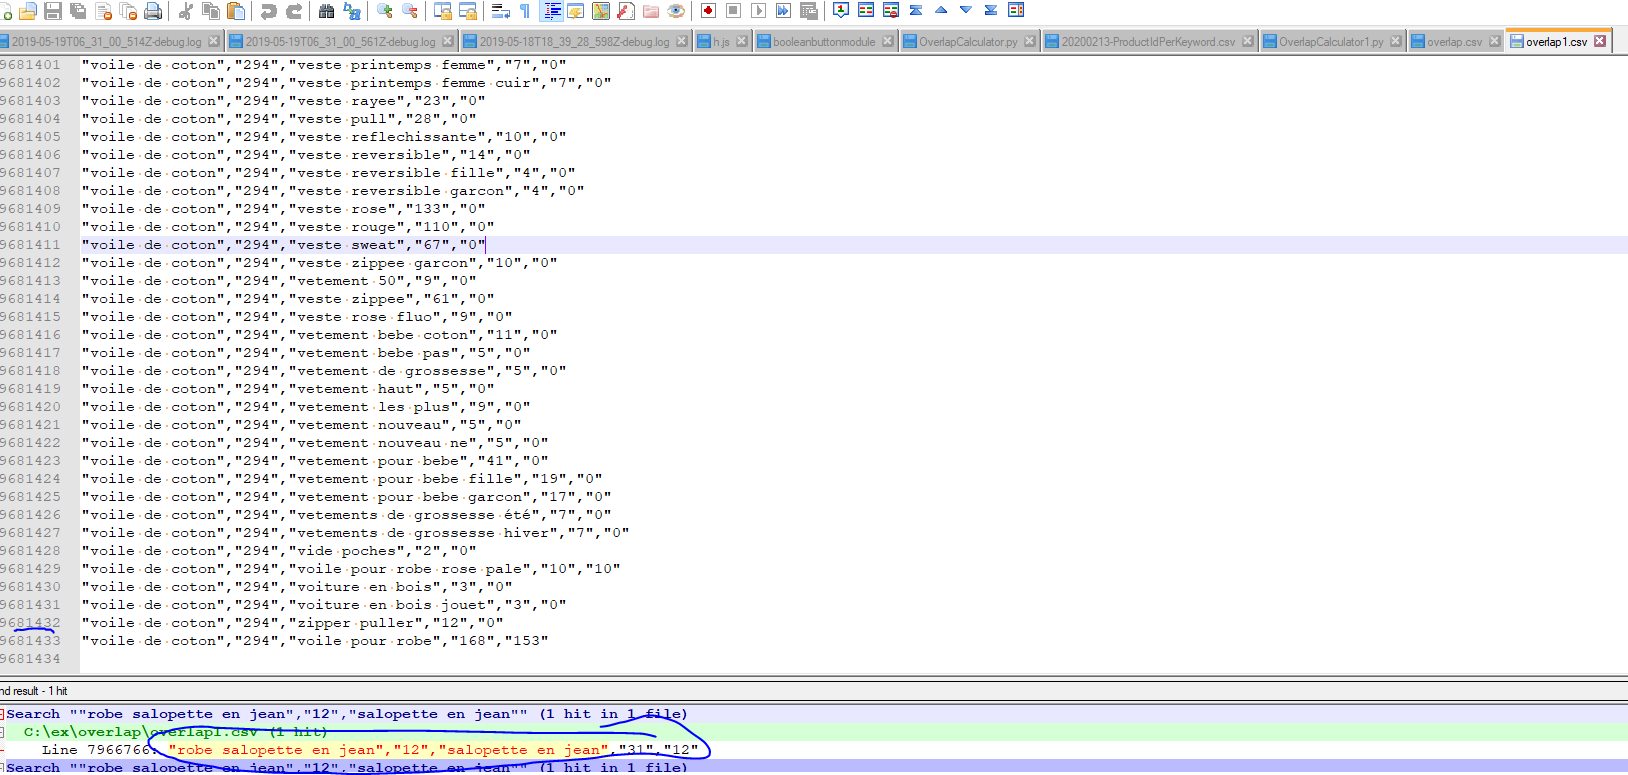 2019-05-19T06_31_00_514Z-debug.log 2019-05-19T06_31_00_561Z-debug.log 2019-05-18T18_39_28_598Z-debug.log h.js booleanbuttonmodule OverlapCalculator.py 20200213-ProductIdPerKeyword.csv OverlapCalculator1.py overlap.csv overlap1.csv
9681401 "voile de coton","294","veste printemps femme","7","0"
9681402 "voile de coton","294","veste printemps femme cuir","7","0"
9681403 "voile de coton","294","veste rayee","23","0"
9681404 "voile de coton","294","veste pull","28","0"
9681405 "voile de coton","294","veste reflechissante","10","0"
9681406 "voile de coton","294","veste reversible","14","0"
9681407 "voile de coton","294","veste reversible fille","4","0"
9681408 "voile de coton","294","veste reversible garcon","4","0"
9681409 "voile de coton","294","veste rose","133","0"
9681410 "voile de coton","294","veste rouge","110","0"
9681411 "voile de coton","294","veste sweat","67","0"
9681412 "voile de coton","294","veste zippee garcon","10","0"
9681413 "voile de coton","294","vetement 50","9","0"
9681414 "voile de coton","294","veste zippee","61","0"
9681415 "voile de coton","294","veste rose fluo","9","0"
9681416 "voile de coton","294","vetement bebe coton","11","0"
9681417 "voile de coton","294","vetement bebe pas","5","0"
9681418 "voile de coton","294","vetement de grossesse","5","0"
9681419 "voile de coton","294","vetement haut","5","0"
9681420 "voile de coton","294","vetement les plus","9","0"
9681421 "voile de coton","294","vetement nouveau","5","0"
9681422 "voile de coton","294","vetement nouveau ne","5","0"
9681423 "voile de coton","294","vetement pour bebe","41","0"
9681424 "voile de coton","294","vetement pour bebe fille","19","0"
9681425 "voile de coton","294","vetement pour bebe garcon","17","0"
9681426 "voile de coton","294","vetements de grossesse été","7","0"
9681427 "voile de coton","294","vetements de grossesse hiver","7","0"
9681428 "voile de coton","294","vide poches","2","0"
9681429 "voile de coton","294","voile pour robe rose pale","10","10"
9681430 "voile de coton","294","voiture en bois","3","0"
9681431 "voile de coton","294","voiture en bois jouet","3","0"
9681432 "voile de coton","294","zipper puller","12","0"
9681433 "voile de coton","294","voile pour robe","168","153"
9681434
nd result - 1 hit
Search ""robe salopette en jean","12","salopette en jean"" (1 hit in 1 file)
C:\ex\overlap\overlap1.csv (1 hit)
Line 7966766: "robe salopette en jean","12","salopette en jean","31","12"
Search ""robe salopette en jean","12","salopette en jean"" (1 hit in 1 file)